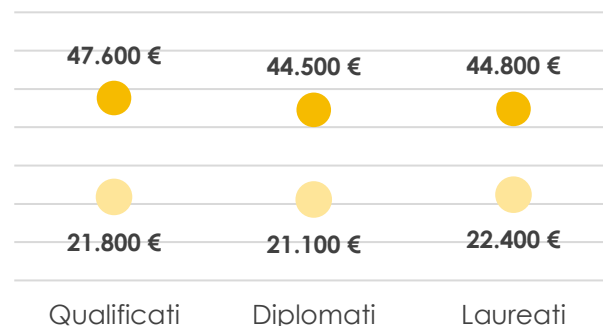 47.600 €
44.500 €
44.800 €
21.800 €
21.100 €
22.400 €
Qualificati
Diplomati
Laureati